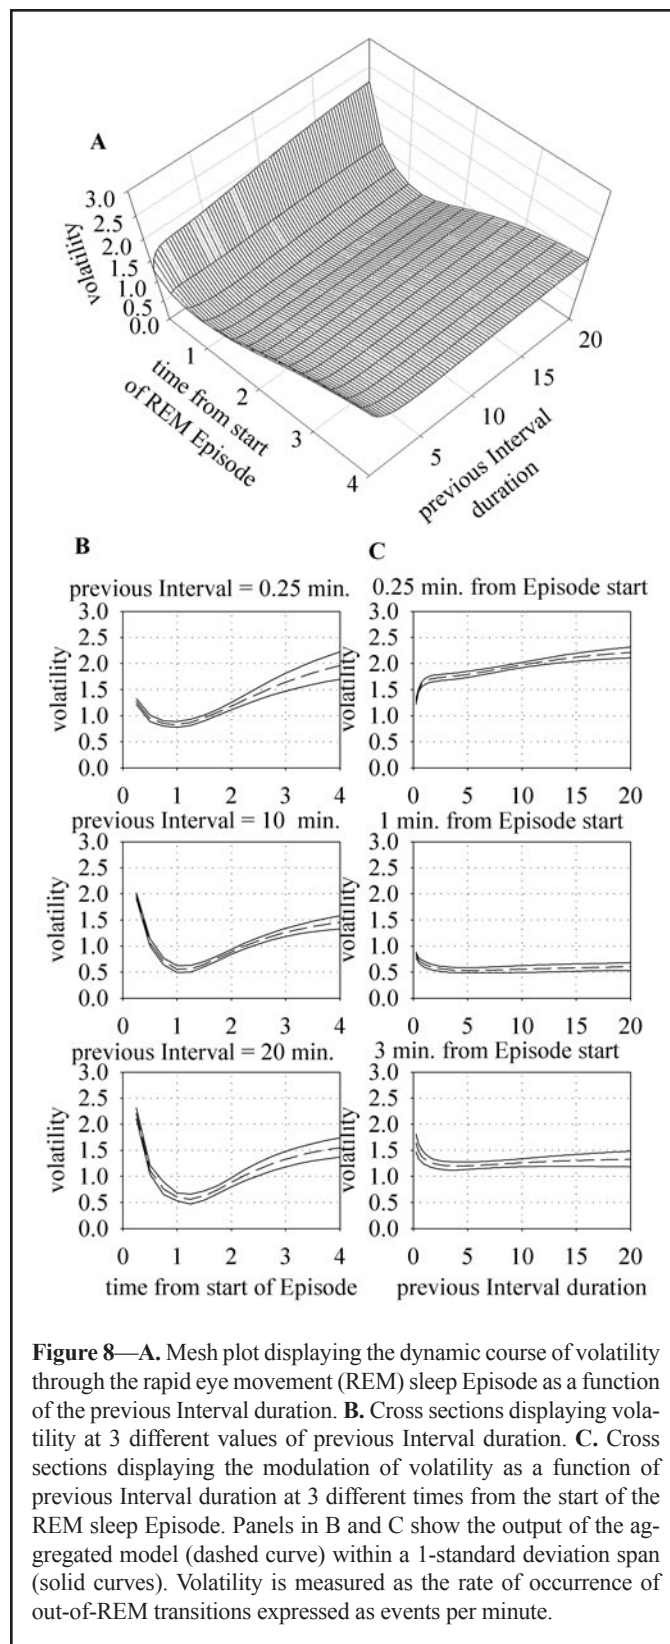 A
3.0
2.5
2.0
1.5
1.0
0.5
0.0
volatility
1
2
3
4
time from start
of REM Episode
5
10
15
20
previous Interval
duration
B
C
previous Interval = 0.25 min.
3.0
2.5
2.0
1.5
1.0
0.5
0.0
volatility
0 1 2 3 4
0.25 min. from Episode start
3.0
2.5
2.0
1.5
1.0
0.5
0.0
volatility
0 5 10 15 20
previous Interval = 10 min.
3.0
2.5
2.0
1.5
1.0
0.5
0.0
volatility
0 1 2 3 4
1 min. from Episode start
3.0
2.5
2.0
1.5
1.0
0.5
0.0
volatility
0 5 10 15 20
previous Interval = 20 min.
3.0
2.5
2.0
1.5
1.0
0.5
0.0
volatility
0 1 2 3 4
time from start of Episode
3 min. from Episode start
3.0
2.5
2.0
1.5
1.0
0.5
0.0
volatility
0 5 10 15 20
previous Interval duration
Figure 8—A. Mesh plot displaying the dynamic course of volatility
through the rapid eye movement (REM) sleep Episode as a function
of the previous Interval duration. B. Cross sections displaying vola-
tility at 3 different values of previous Interval duration. C. Cross
sections displaying the modulation of volatility as a function of
previous Interval duration at 3 different times from the start of the
REM sleep Episode. Panels in B and C show the output of the ag-
gregated model (dashed curve) within a 1-standard deviation span
(solid curves). Volatility is measured as the rate of occurrence of
out-of-REM transitions expressed as events per minute.